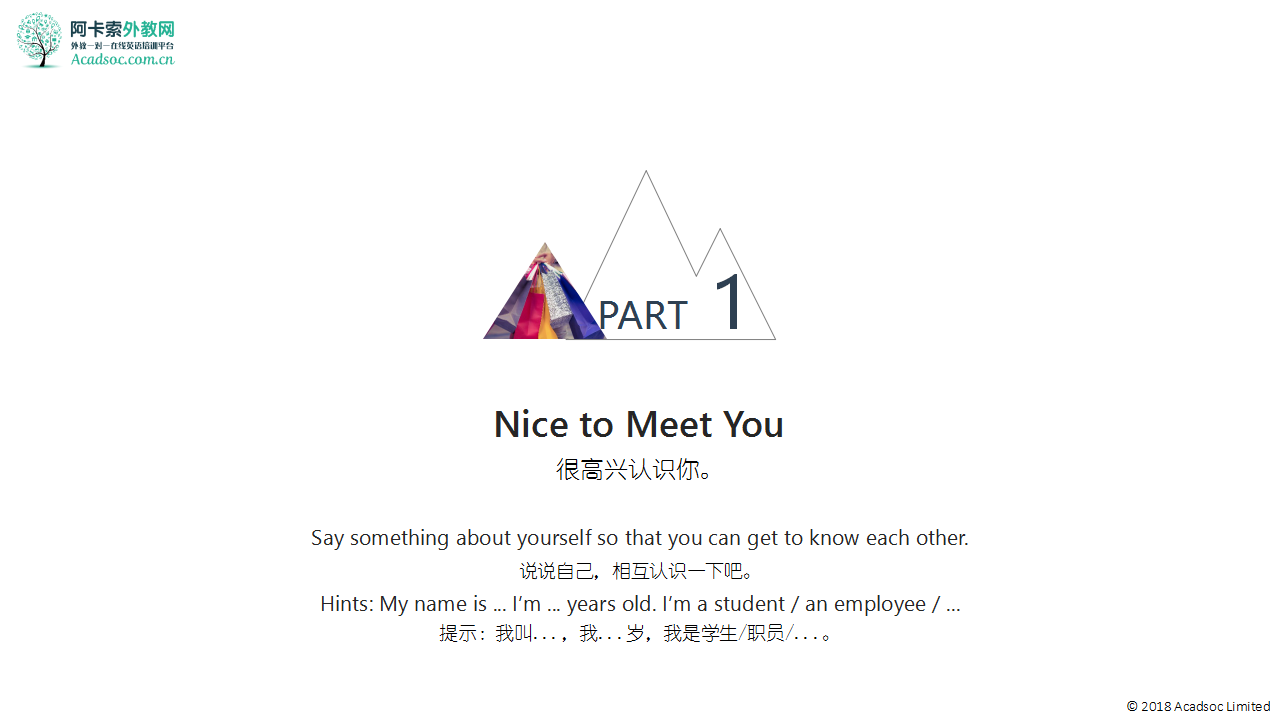 阿卡索外教网
外教一对一在线英语培训平台
Acadsoc.com.cn
PART 1
Nice to Meet You
很高兴认识你。
Say something about yourself so that you can get to know each other.
说说自己，相互认识一下吧。
Hints: My name is ... I’m ... years old. I’m a student / an employee / ...
提示：我叫...，我...岁，我是学生/职员/...。
© 2018 Acadsoc Limited